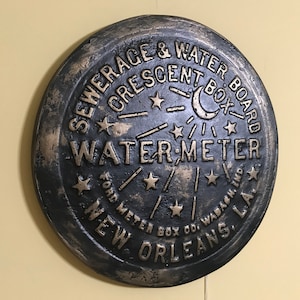 SEWERAGE & WATER BOARD
CRESCENT BOX
WATER METER
FORD METER BOX CO. WABASH, IND.
NEW ORLEANS, LA.